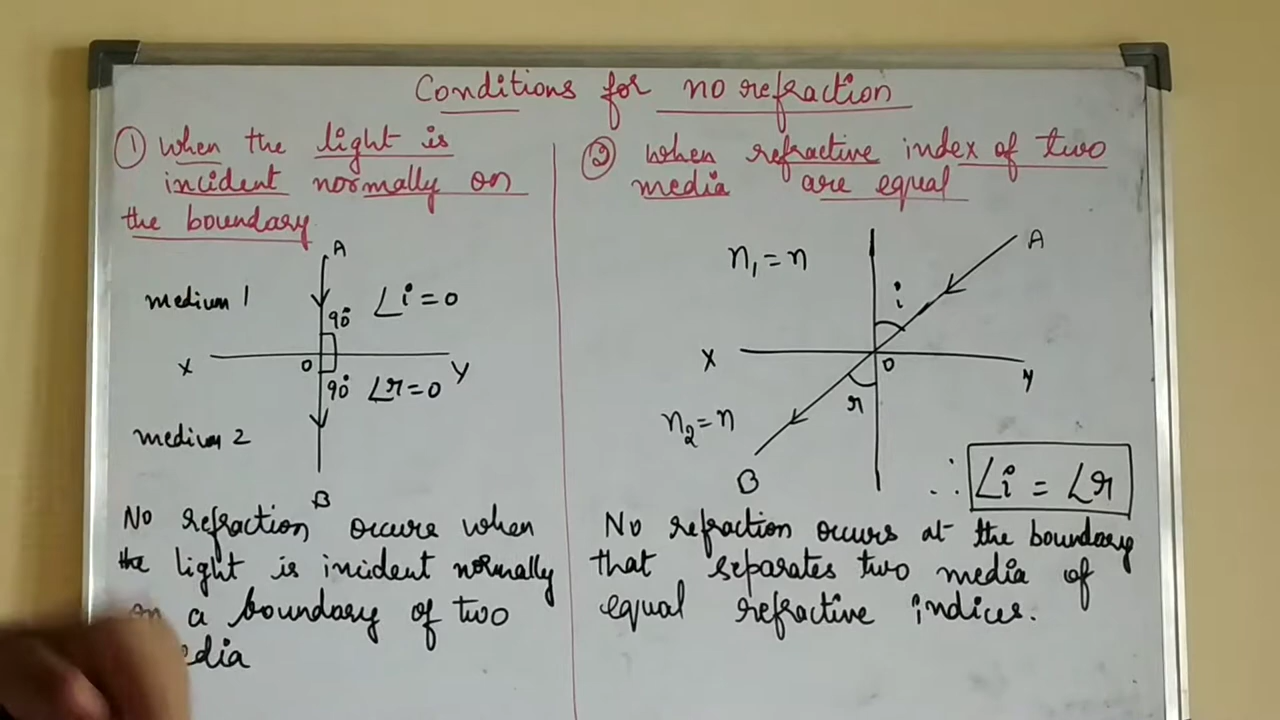 Conditions for no refraction
① When the light is
incident normally on
the boundary
A
medium 1
∠i = 0
90°
X
O
Y
90°
∠r = 0
medium 2
B
No refraction occurs when
the light is incident normally
on a boundary of two
② When refractive index of two
media are equal
n₁ = n
A
i
X
O
Y
r
n₂ = n
B
∴ ∠i = ∠r
No refraction occurs at the boundary
that separates two media of
equal refractive indices.